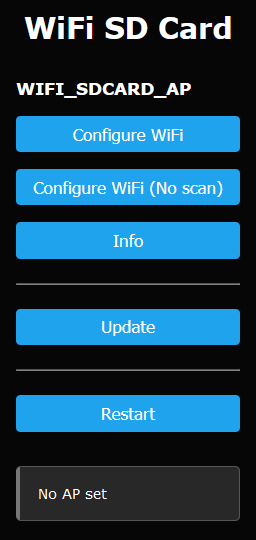 WiFi SD Card
WIFI_SDCARD_AP
Configure WiFi
Configure WiFi (No scan)
Info
Update
Restart
No AP set